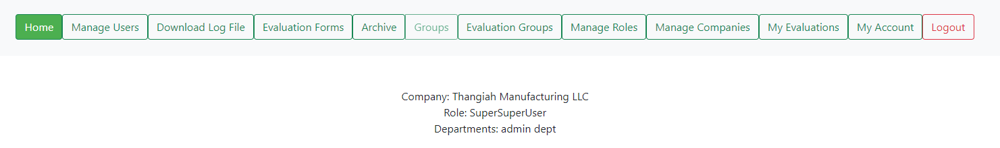 Home Manage Users Download Log File Evaluation Forms Archive Groups Evaluation Groups Manage Roles Manage Companies My Evaluations My Account Logout
Company: Thangiah Manufacturing LLC
Role: SuperSuperUser
Departments: admin dept